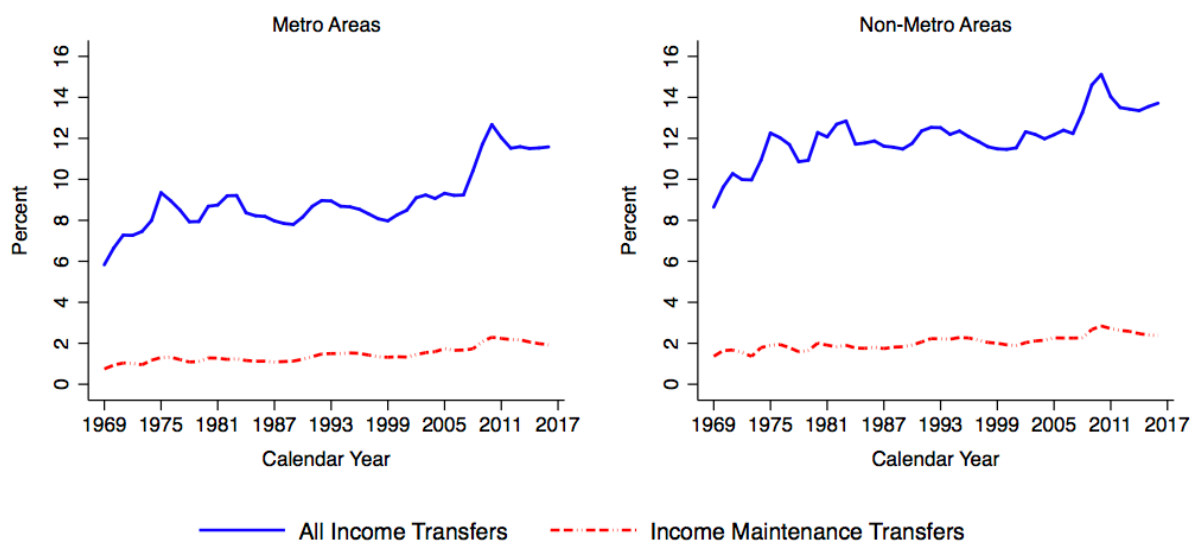 Metro Areas
Percent
16
14
12
10
8
6
4
2
0
1969 1975 1981 1987 1993 1999 2005 2011 2017
Calendar Year
Non-Metro Areas
Percent
16
14
12
10
8
6
4
2
0
1969 1975 1981 1987 1993 1999 2005 2011 2017
Calendar Year
All Income Transfers Income Maintenance Transfers